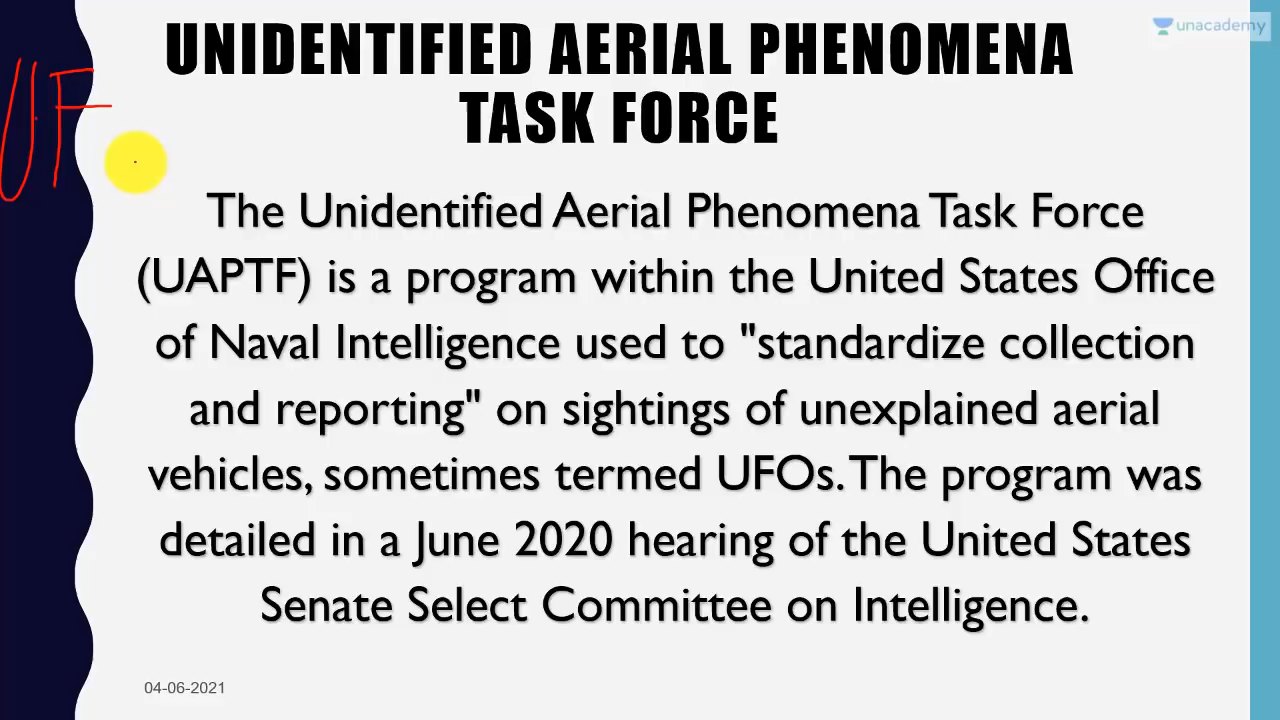 unacademy
UNIDENTIFIED AERIAL PHENOMENA
TASK FORCE
UF
The Unidentified Aerial Phenomena Task Force
(UAPTF) is a program within the United States Office
of Naval Intelligence used to "standardize collection
and reporting" on sightings of unexplained aerial
vehicles, sometimes termed UFOs. The program was
detailed in a June 2020 hearing of the United States
Senate Select Committee on Intelligence.
04-06-2021